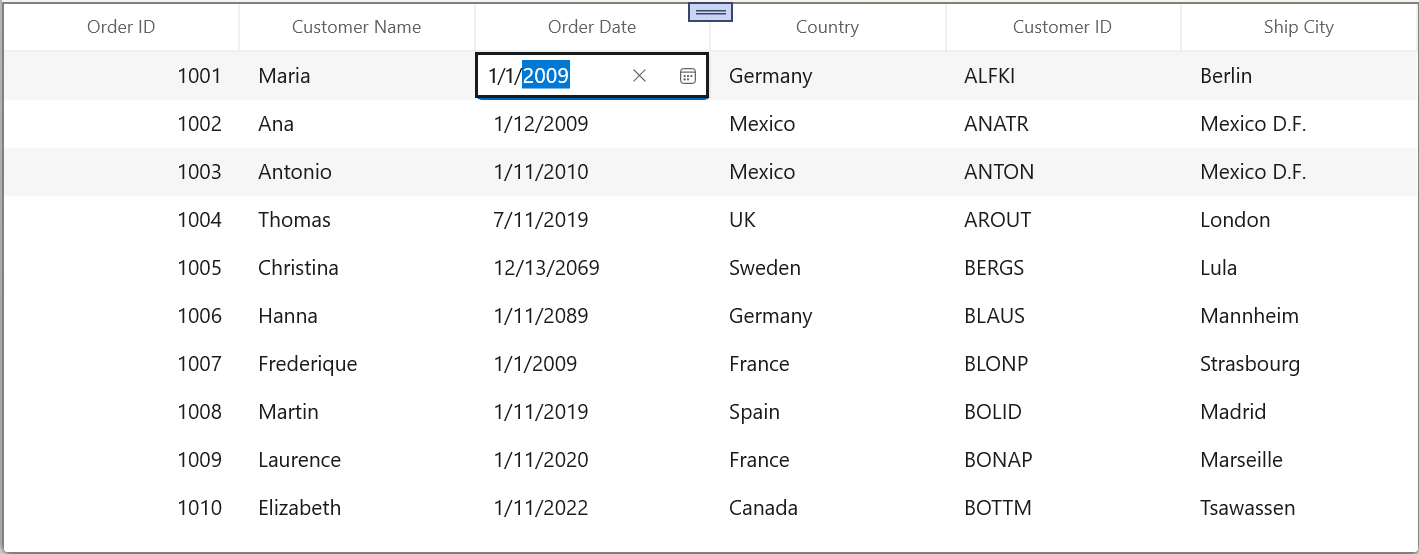 Order ID Customer Name Order Date Country Customer ID Ship City
1001 Maria 1/1/2009 Germany ALFKI Berlin
1002 Ana 1/12/2009 Mexico ANATR Mexico D.F.
1003 Antonio 1/11/2010 Mexico ANTON Mexico D.F.
1004 Thomas 7/11/2019 UK AROUT London
1005 Christina 12/13/2069 Sweden BERGS Lula
1006 Hanna 1/11/2089 Germany BLAUS Mannheim
1007 Frederique 1/1/2009 France BLONP Strasbourg
1008 Martin 1/11/2019 Spain BOLID Madrid
1009 Laurence 1/11/2020 France BONAP Marseille
1010 Elizabeth 1/11/2022 Canada BOTTM Tsawassen